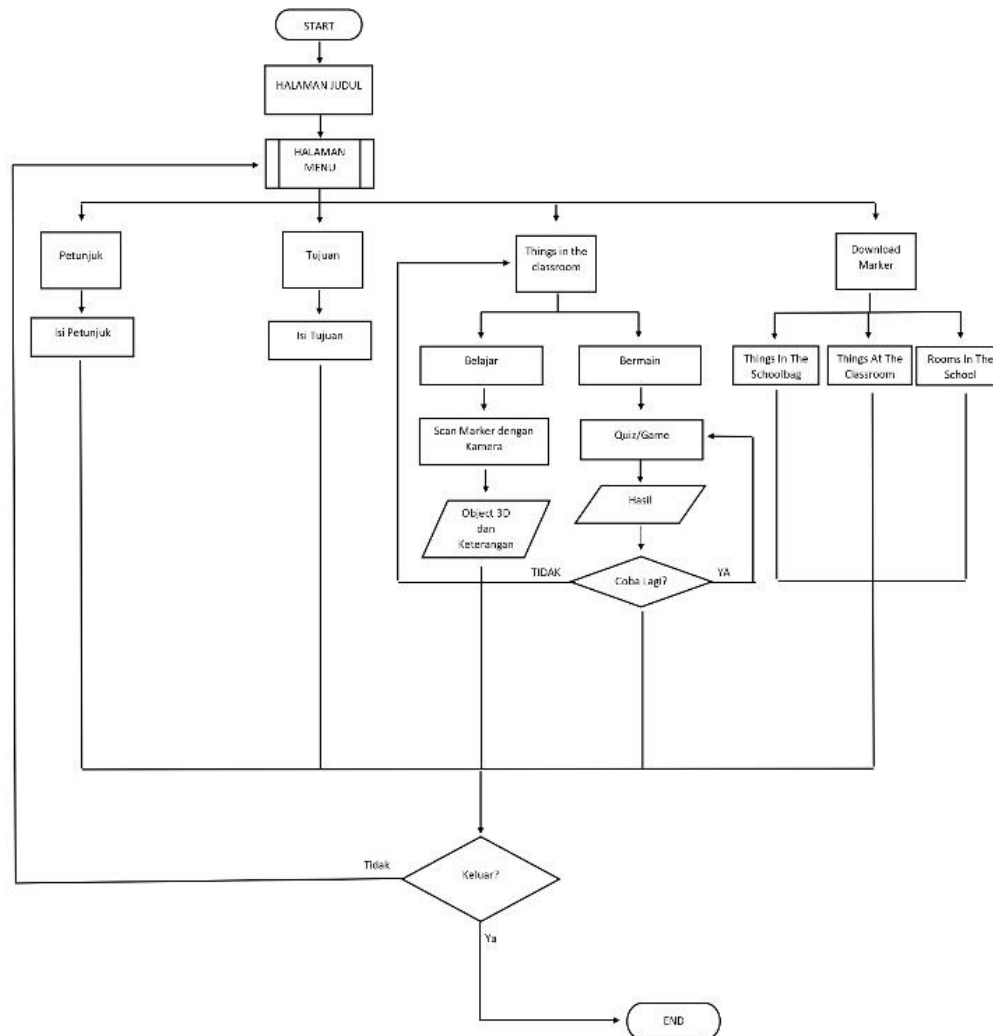 START
HALAMAN JUDUL
HALAMAN
MENU
Petunjuk
Tujuan
Things in the
classroom
Download
Marker
Isi Petunjuk
Isi Tujuan
Belajar
Bermain
Things In The
Schoolbag
Things At The
Classroom
Rooms In The
School
Scan Marker dengan
Kamera
Quiz/Game
Object 3D
dan
Keterangan
Hasil
TIDAK
Coba Lagi?
YA
Tidak
Keluar?
Ya
END